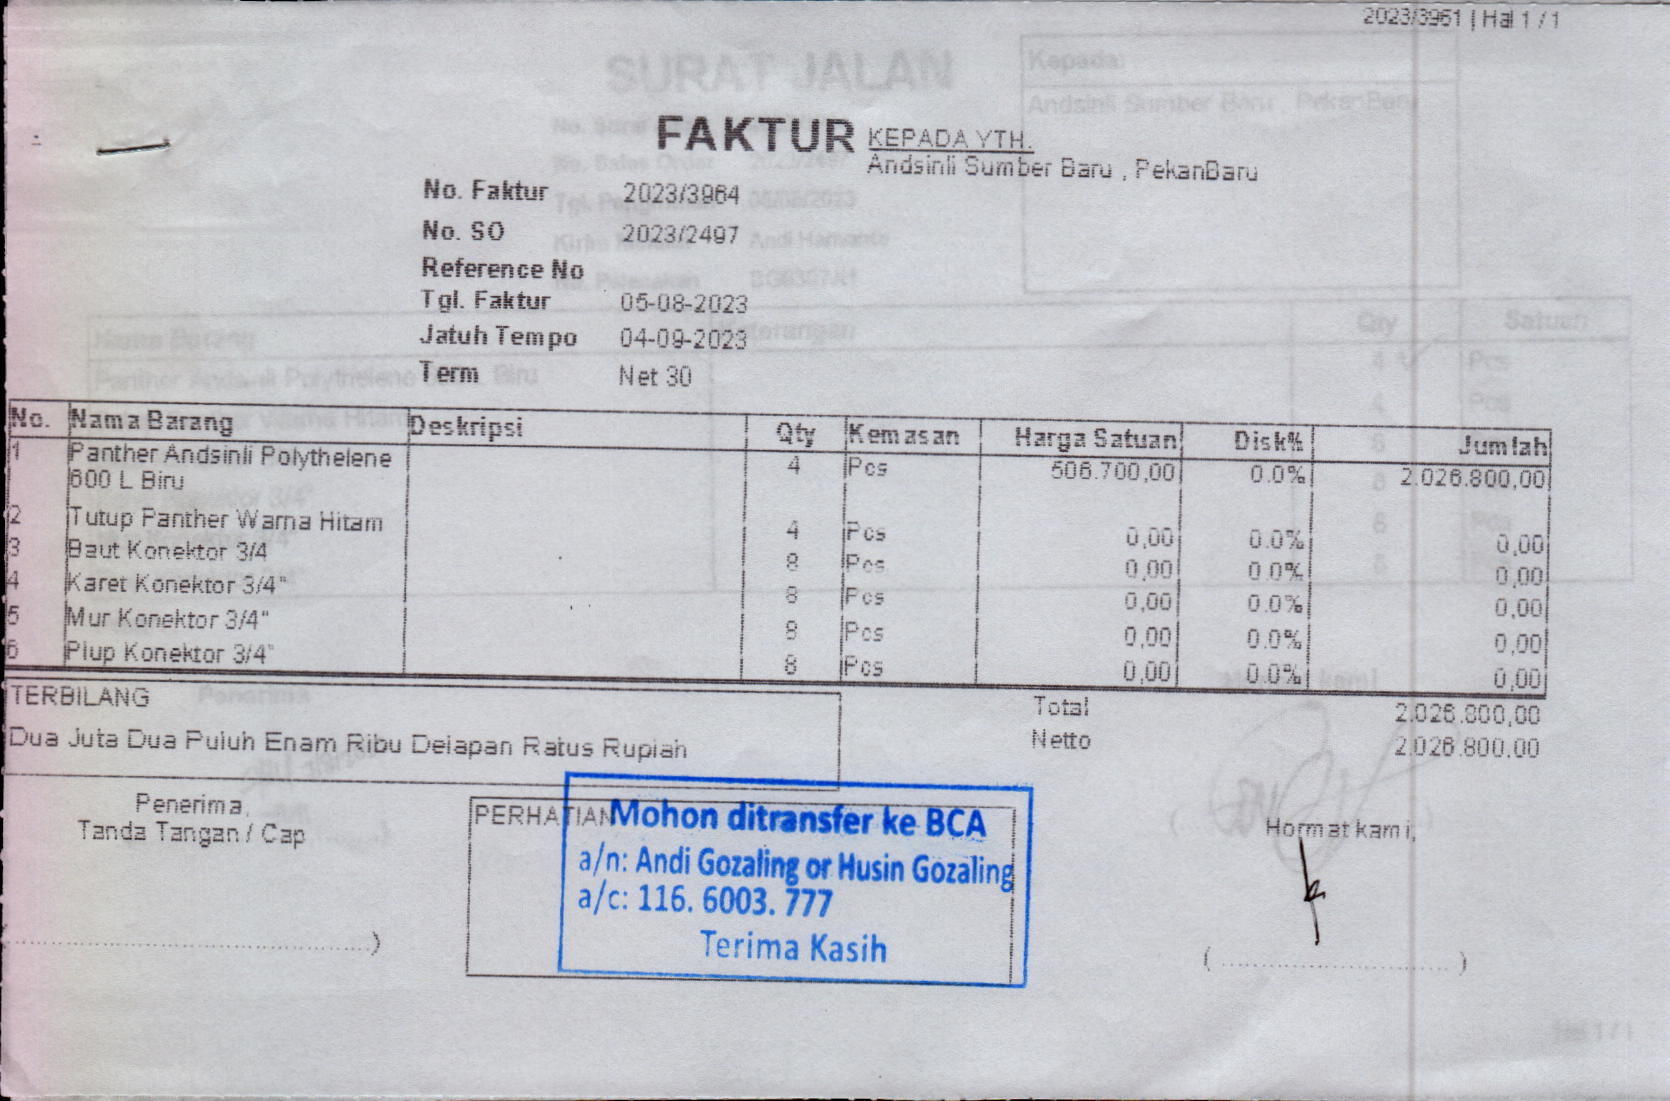 2023/3961 | Hal 1 / 1
SURAT JALAN
Kepada:
Andsinli Sumber Baru , PekanBaru
FAKTUR
KEPADA YTH.
Andsinli Sumber Baru , PekanBaru
No. Faktur 2023/3964
No. SO 2023/2497
Reference No
Tgl. Faktur 05-08-2023
Jatuh Tempo 04-09-2023
Term Net 30
No. Nama Barang Deskripsi Qty Kemasan Harga Satuan Disk% Jumlah
1 Panther Andsinli Polythelene 4 Pcs 506.700,00 0.0% 2.026.800,00
600 L Biru
2 Tutup Panther Warna Hitam 4 Pcs 0,00 0.0% 0,00
3 Baut Konektor 3/4 8 Pcs 0,00 0.0% 0,00
4 Karet Konektor 3/4" 8 Pcs 0,00 0.0% 0,00
5 Mur Konektor 3/4" 8 Pcs 0,00 0.0% 0,00
6 Plup Konektor 3/4" 8 Pcs 0,00 0.0% 0,00
TERBILANG
Dua Juta Dua Puluh Enam Ribu Delapan Ratus Rupiah
Total 2.026.800,00
Netto 2.026.800,00
Penerima,
Tanda Tangan / Cap
PERHATIAN
Mohon ditransfer ke BCA
a/n: Andi Gozaling or Husin Gozaling
a/c: 116. 6003. 777
Terima Kasih
Hormat kami,